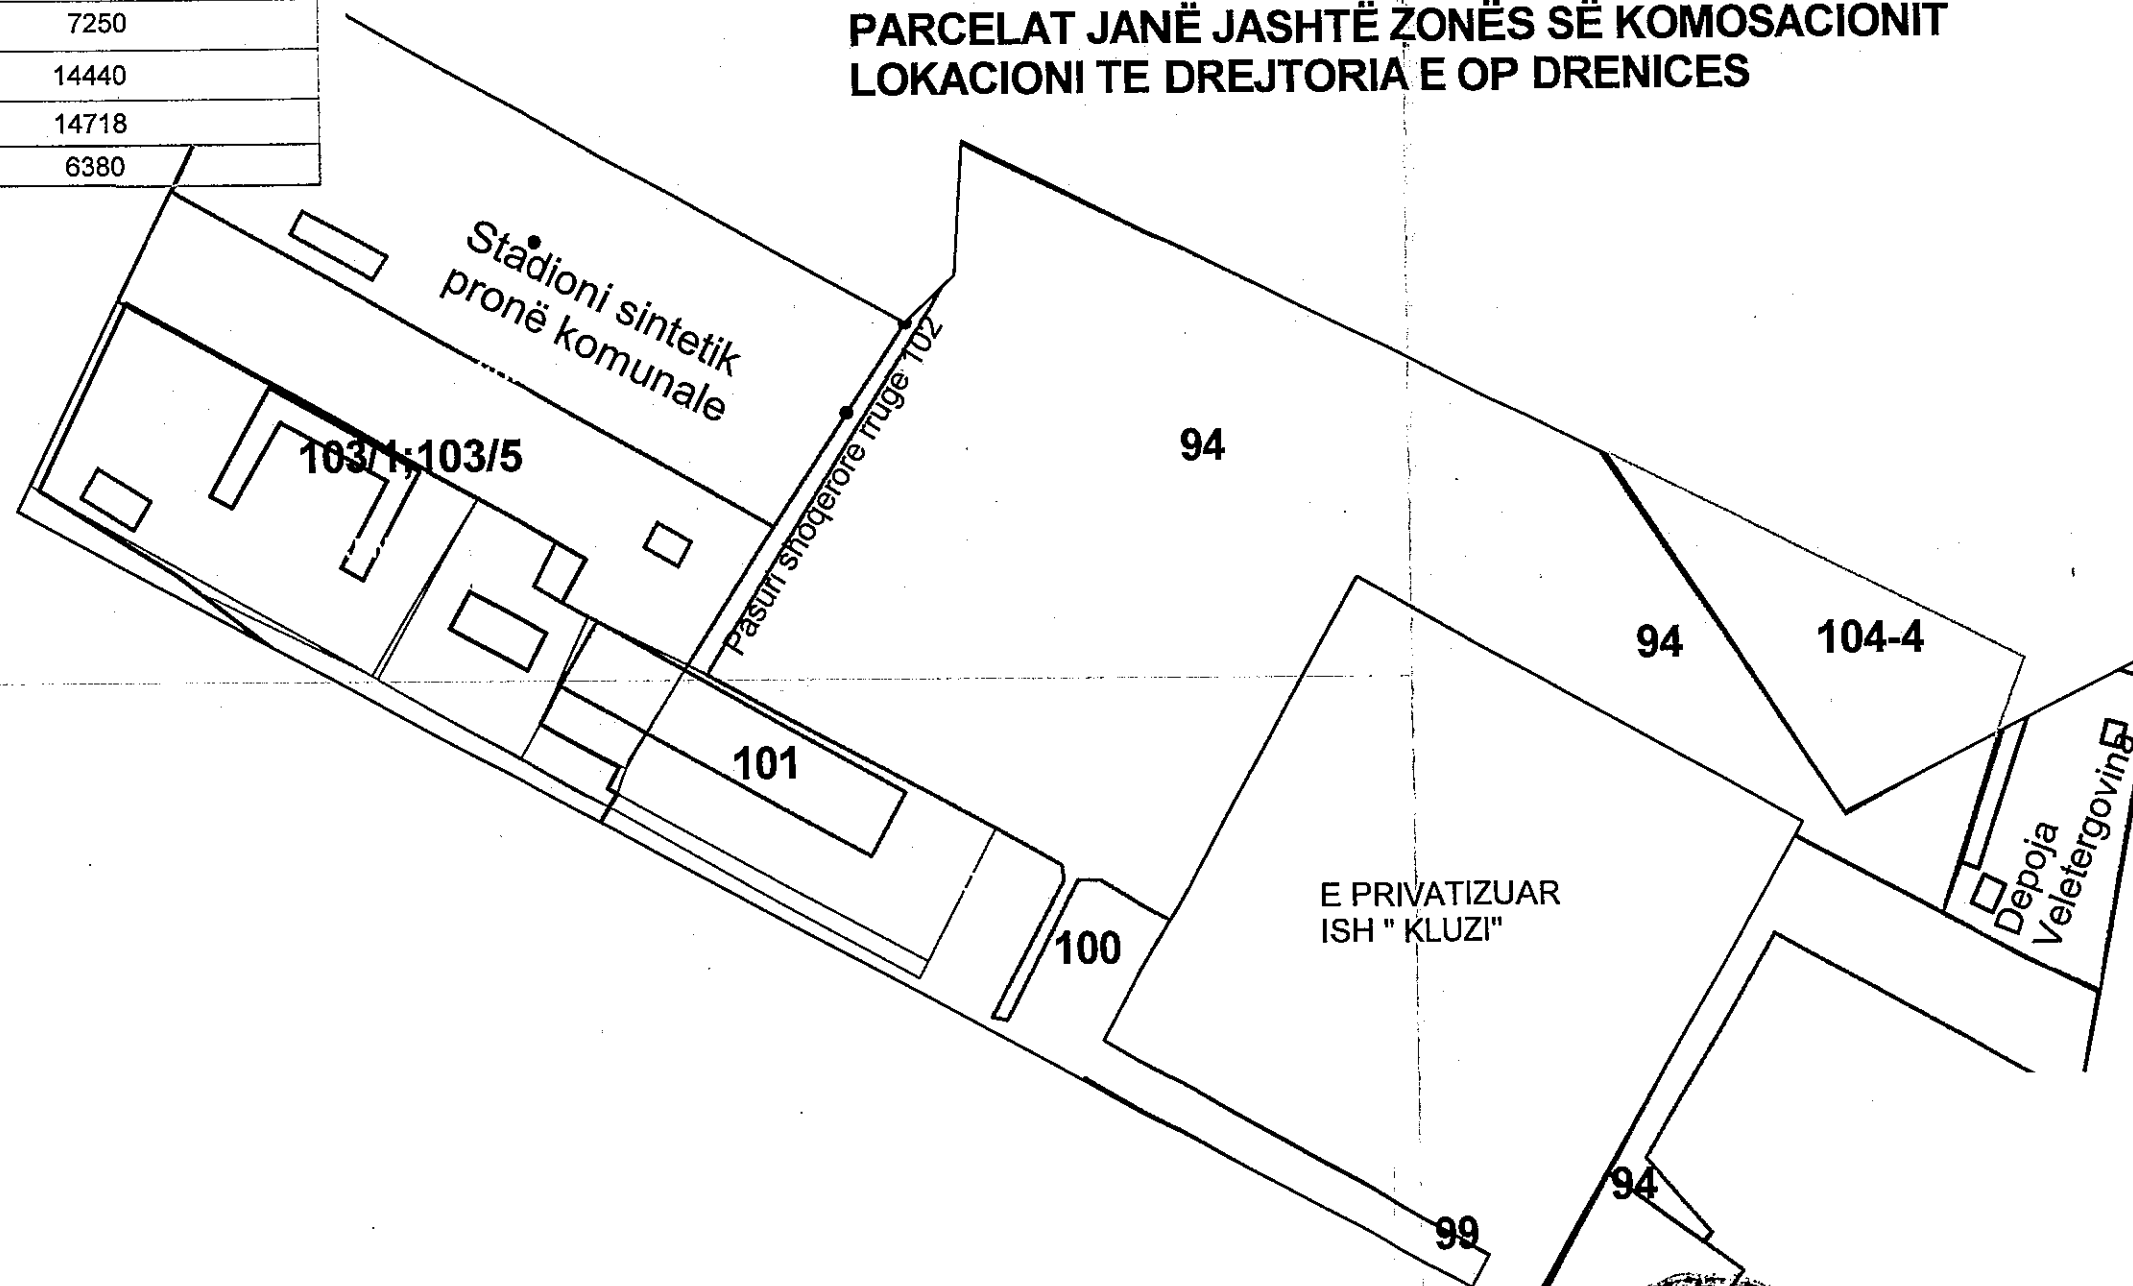 7250
14440
14718
6380
PARCELAT JANË JASHTË ZONËS SË KOMOSACIONIT
LOKACIONI TE DREJTORIA E OP DRENICES
Stadioni sintetik
pronë komunale
Pasuri shoqerore rruge 102
103/1;103/5
94
94
104-4
101
100
E PRIVATIZUAR
ISH " KLUZI"
Depoja
Veletergovina
94
99